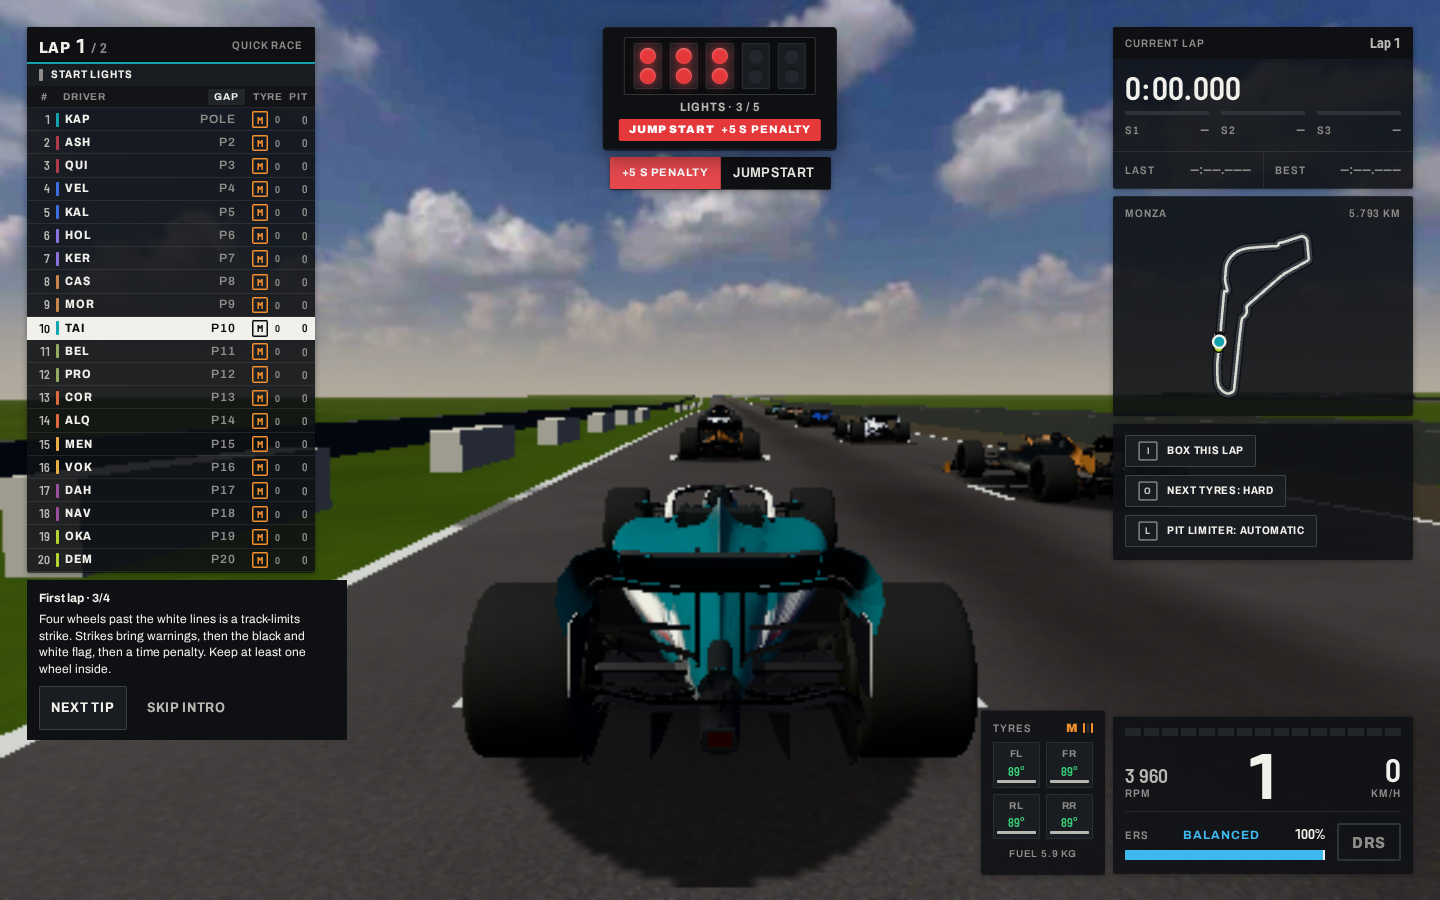 LAP 1 / 2 QUICK RACE
START LIGHTS
# DRIVER GAP TYRE PIT
1 KAP POLE M 0 0
2 ASH P2 M 0 0
3 QUI P3 M 0 0
4 VEL P4 M 0 0
5 KAL P5 M 0 0
6 HOL P6 M 0 0
7 KER P7 M 0 0
8 CAS P8 M 0 0
9 MOR P9 M 0 0
10 TAI P10 M 0 0
11 BEL P11 M 0 0
12 PRO P12 M 0 0
13 COR P13 M 0 0
14 ALQ P14 M 0 0
15 MEN P15 M 0 0
16 VOK P16 M 0 0
17 DAH P17 M 0 0
18 NAV P18 M 0 0
19 OKA P19 M 0 0
20 DEM P20 M 0 0
First lap · 3/4
Four wheels past the white lines is a track-limits
strike. Strikes bring warnings, then the black and
white flag, then a time penalty. Keep at least one
wheel inside.
NEXT TIP SKIP INTRO
LIGHTS · 3 / 5
JUMP START +5 S PENALTY
+5 S PENALTY JUMP START
CURRENT LAP Lap 1
0:00.000
S1 – S2 – S3 –
LAST –:––.––– BEST –:––.–––
MONZA 5.793 KM
I BOX THIS LAP
O NEXT TYRES: HARD
L PIT LIMITER: AUTOMATIC
TYRES M
FL FR
89° 89°
RL RR
89° 89°
FUEL 5.9 KG
3 960 RPM
1
0 KM/H
ERS BALANCED 100%
DRS